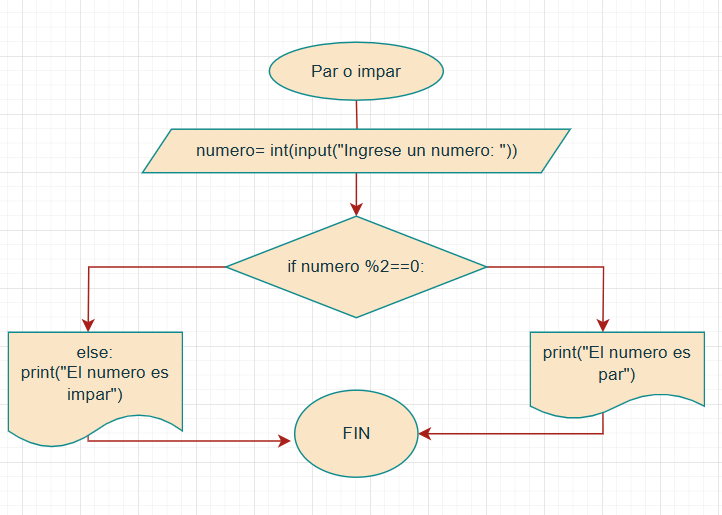 Par o impar
numero= int(input("Ingrese un numero: "))
if numero %2==0:
else:
print("El numero es
impar")
print("El numero es
par")
FIN